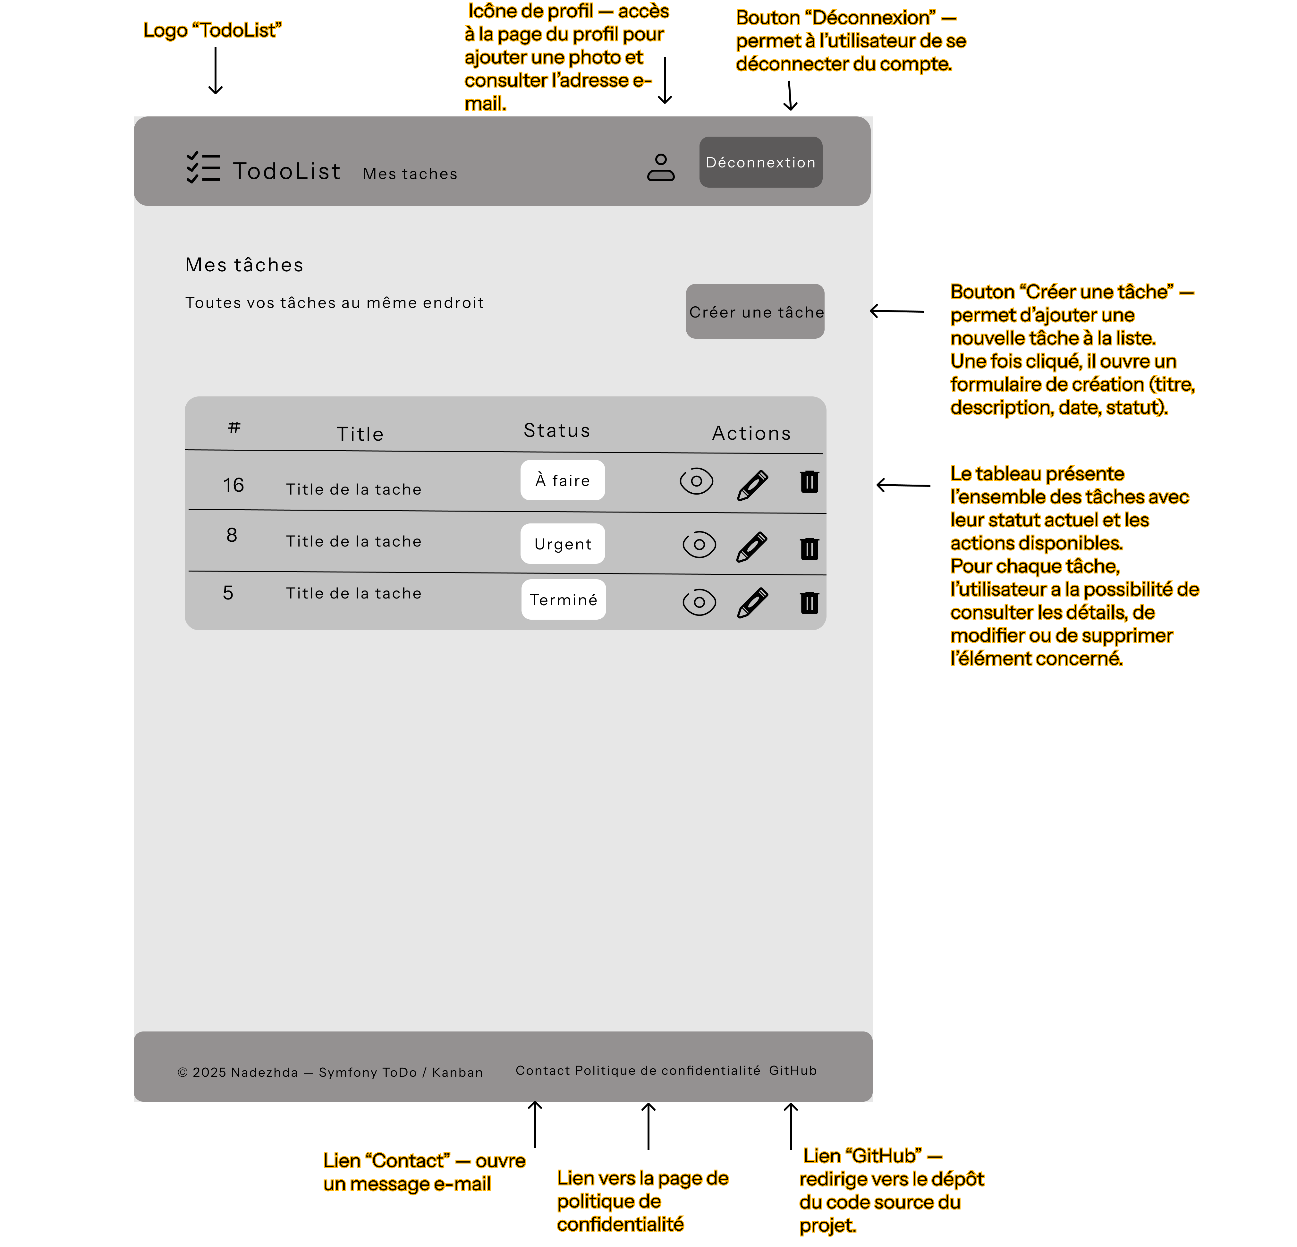 Logo “TodoList”
Icône de profil — accès
à la page du profil pour
ajouter une photo et
consulter l’adresse e-
mail.
Bouton “Déconnexion” —
permet à l’utilisateur de se
déconnecter du compte.
TodoList
Mes taches
Déconnextion
Mes tâches
Toutes vos tâches au même endroit
Créer une tâche
Bouton “Créer une tâche” —
permet d’ajouter une
nouvelle tâche à la liste.
Une fois cliqué, il ouvre un
formulaire de création (titre,
description, date, statut).
# Title Status Actions
16 Title de la tache À faire
8 Title de la tache Urgent
5 Title de la tache Terminé
Le tableau présente
l’ensemble des tâches avec
leur statut actuel et les
actions disponibles.
Pour chaque tâche,
l’utilisateur a la possibilité de
consulter les détails, de
modifier ou de supprimer
l’élément concerné.
© 2025 Nadezhda — Symfony ToDo / Kanban
Contact Politique de confidentialité GitHub
Lien “Contact” — ouvre
un message e-mail
Lien vers la page de
politique de
confidentialité
Lien “GitHub” —
redirige vers le dépôt
du code source du
projet.